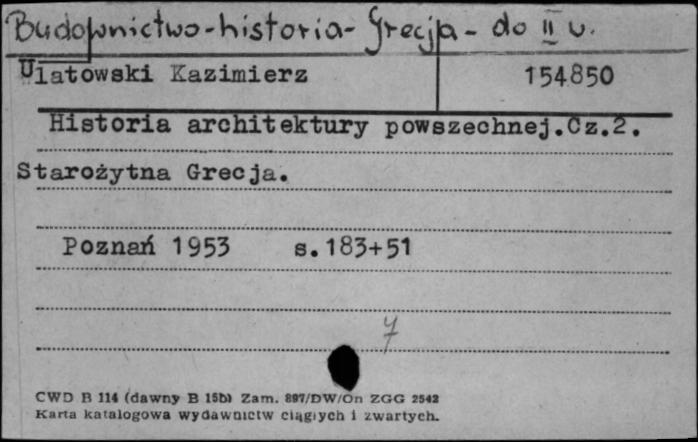 Budownictwo-historia-Grecja- do II w.
Ulatowski Kazimierz 154850
Historia architektury powszechnej.Cz.2.
Starożytna Grecja.
Poznań 1953 s.183+51
7
CWD B 114 (dawny B 15b) Zam. 897/DW/On ZGG 2542
Karta katalogowa wydawnictw ciągłych i zwartych.